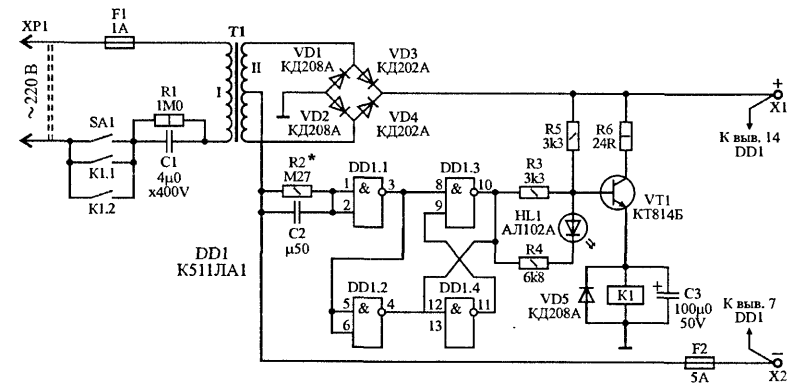 XP1
F1
1A
T1
~220 В
I
II
R1
1M0
SA1
K1.1
K1.2
C1
4μ0
x400V
VD1
КД208А
VD3
КД202А
VD2
КД208А
VD4
КД202А
+
X1
К выв. 14
DD1
R5
3k3
R6
24R
R2*
M27
C2
μ50
DD1.1
&
1
2
3
DD1.3
&
8
9
10
R3
3k3
HL1
АЛ102А
R4
6k8
VT1
КТ814Б
DD1
К511ЛА1
DD1.2
&
5
6
4
DD1.4
&
12
13
11
VD5
КД208А
K1
+
C3
100μ0
50V
К выв. 7
DD1
F2
5A
–
X2